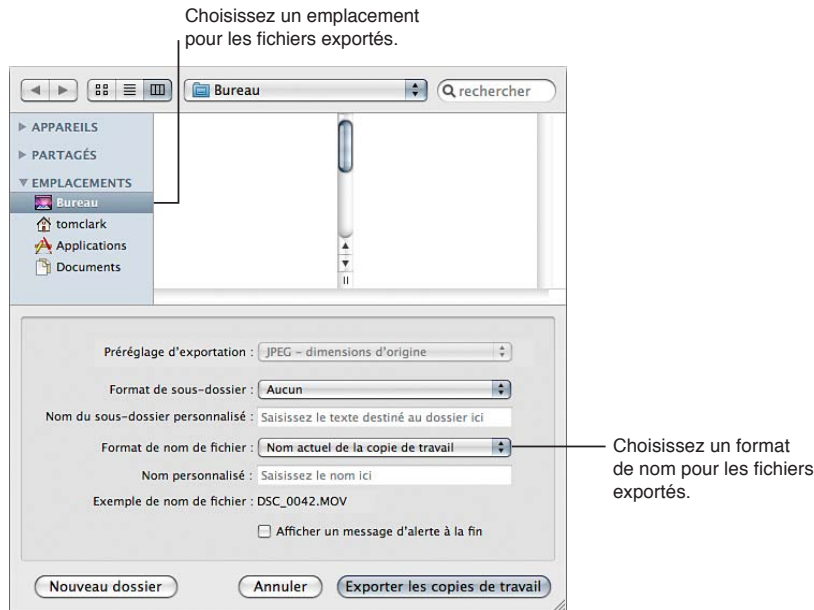 Choisissez un emplacement
pour les fichiers exportés.
Bureau
rechercher
APPAREILS
PARTAGÉS
EMPLACEMENTS
Bureau
tomclark
Applications
Documents
Préréglage d'exportation : JPEG – dimensions d'origine
Format de sous-dossier : Aucun
Nom du sous-dossier personnalisé : Saisissez le texte destiné au dossier ici
Format de nom de fichier : Nom actuel de la copie de travail
Choisissez un format
de nom pour les fichiers
exportés.
Nom personnalisé : Saisissez le nom ici
Exemple de nom de fichier : DSC_0042.MOV
Afficher un message d'alerte à la fin
Nouveau dossier
Annuler
Exporter les copies de travail